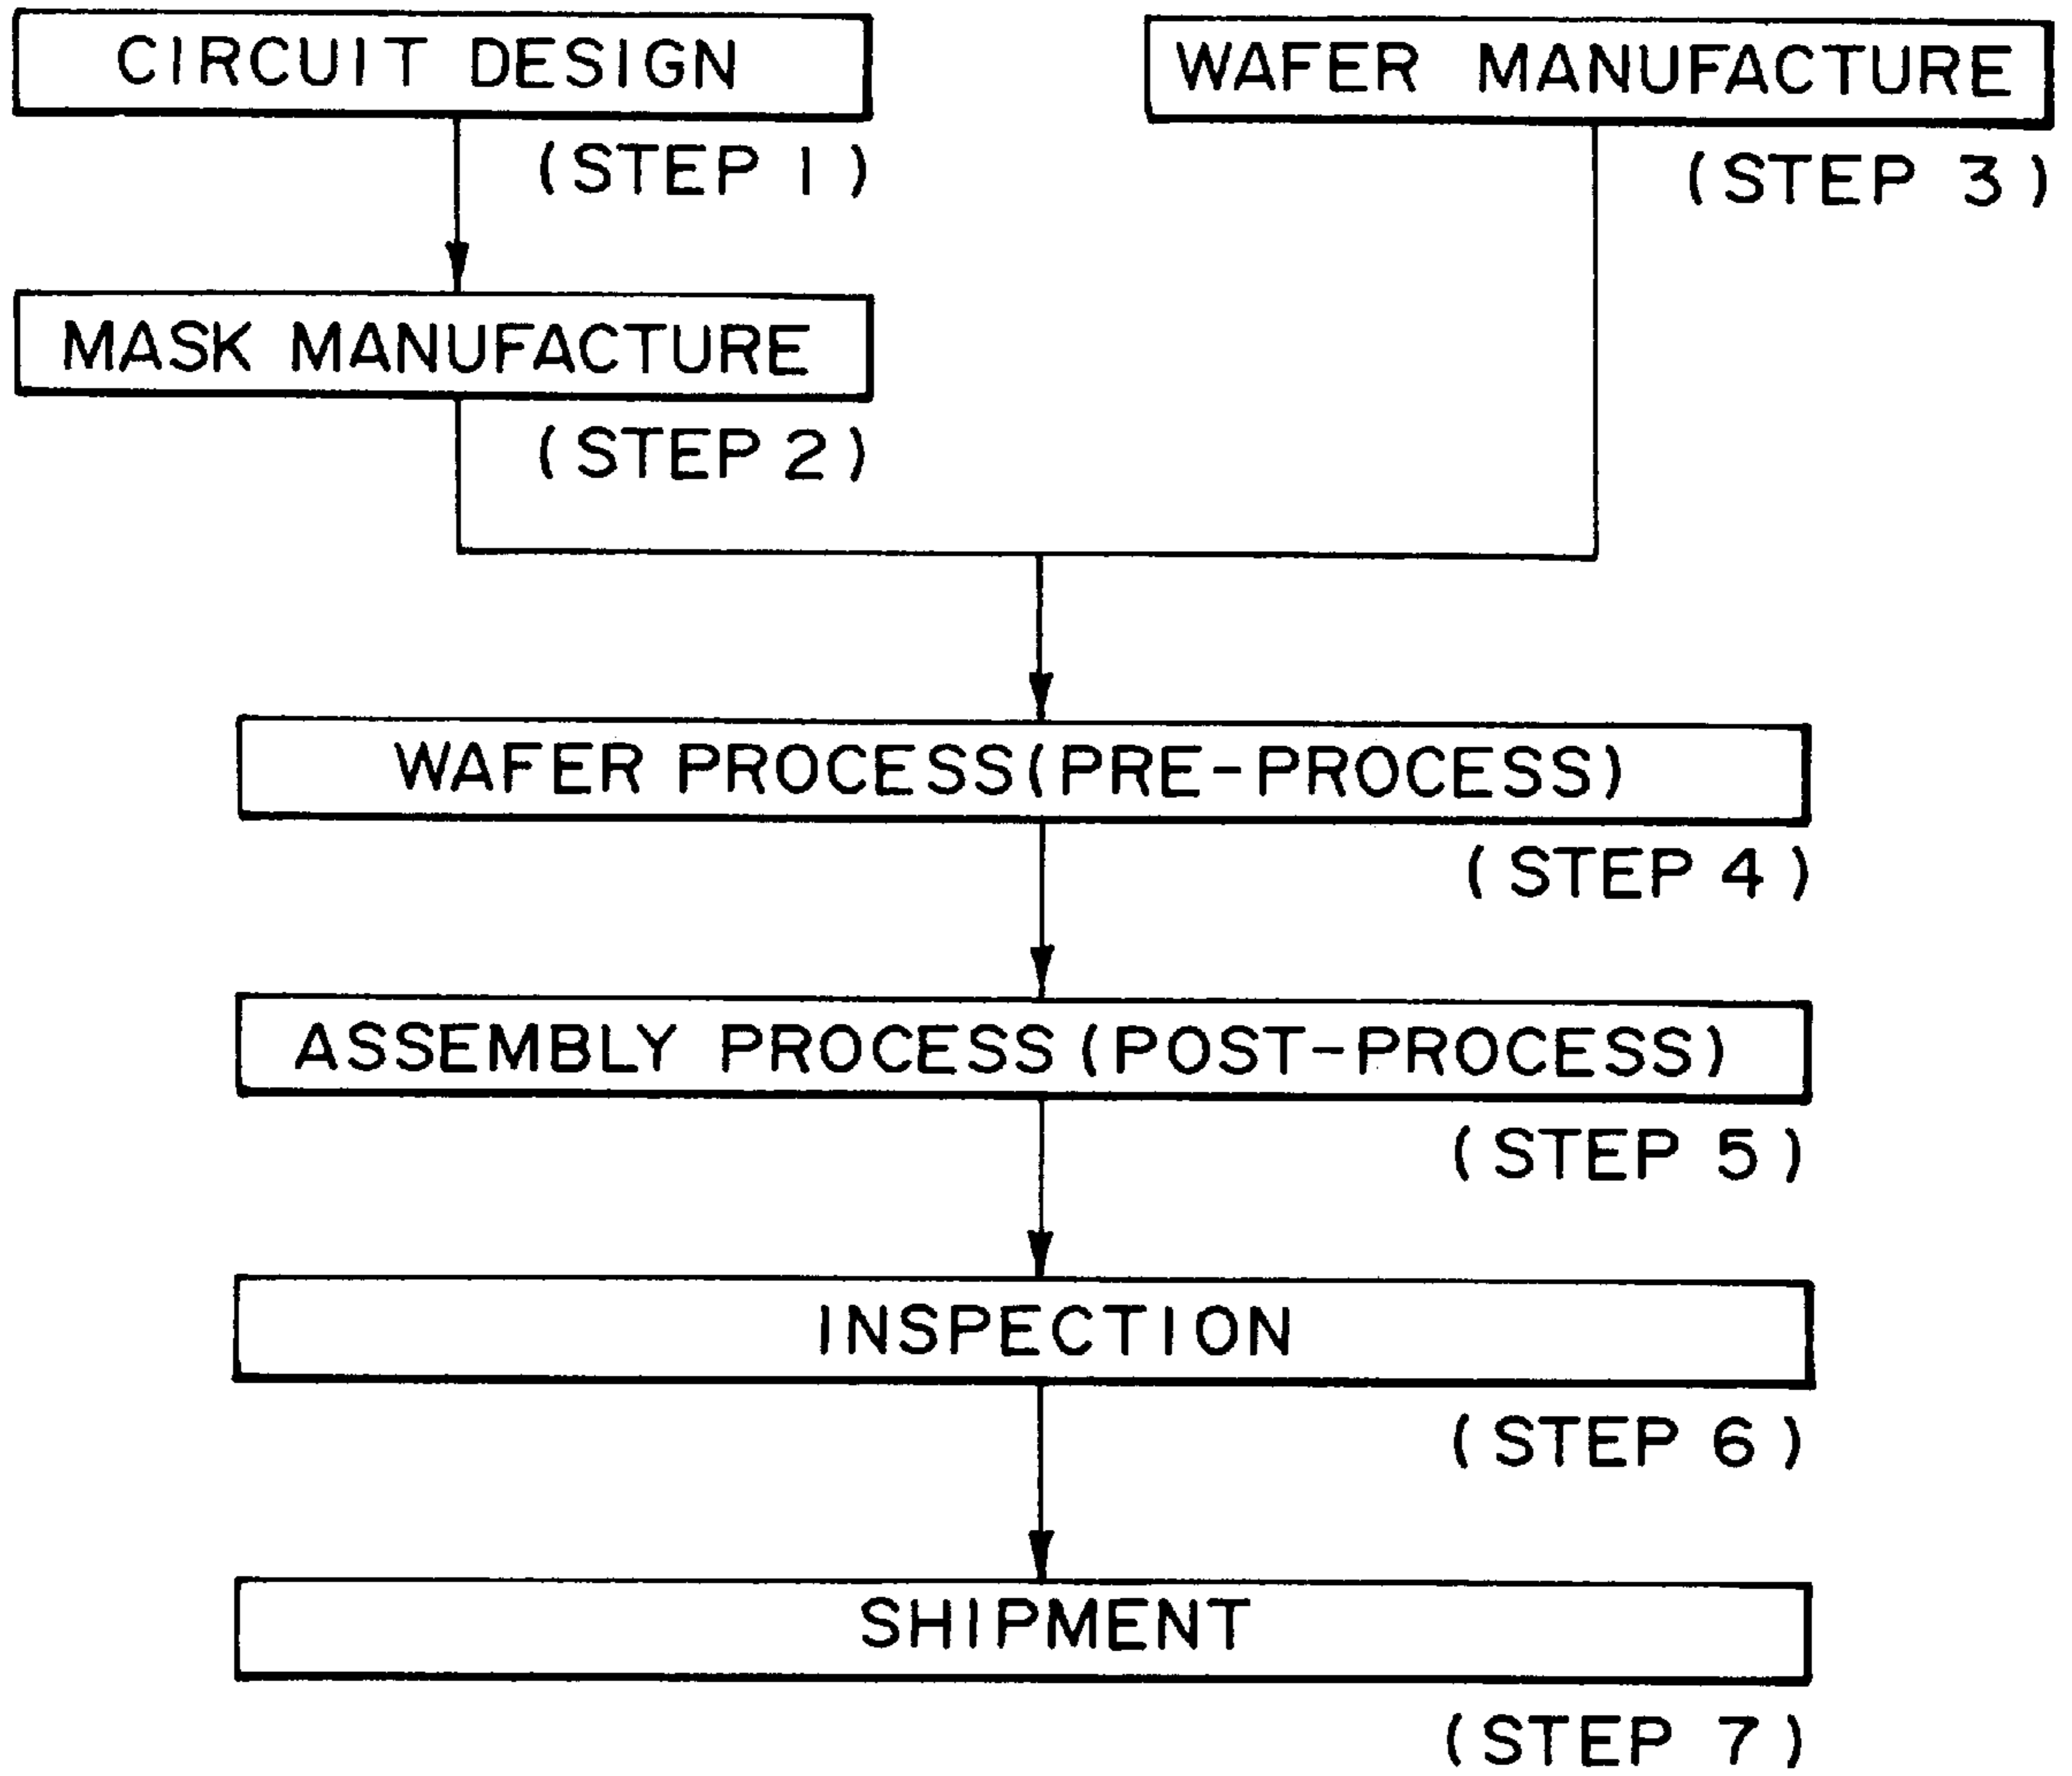 CIRCUIT DESIGN
(STEP 1)
WAFER MANUFACTURE
(STEP 3)
MASK MANUFACTURE
(STEP 2)
WAFER PROCESS(PRE-PROCESS)
(STEP 4)
ASSEMBLY PROCESS(POST-PROCESS)
(STEP 5)
INSPECTION
(STEP 6)
SHIPMENT
(STEP 7)